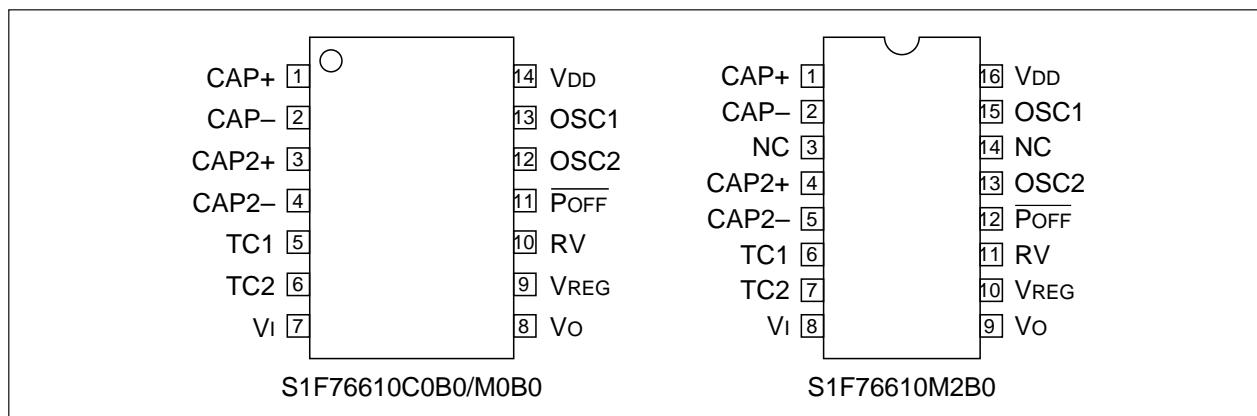 CAP+ 1
CAP– 2
CAP2+ 3
CAP2– 4
TC1 5
TC2 6
VI 7
14 VDD
13 OSC1
12 OSC2
11 POFF
10 RV
9 VREG
8 VO
S1F76610C0B0/M0B0
CAP+ 1
CAP– 2
NC 3
CAP2+ 4
CAP2– 5
TC1 6
TC2 7
VI 8
16 VDD
15 OSC1
14 NC
13 OSC2
12 POFF
11 RV
10 VREG
9 VO
S1F76610M2B0